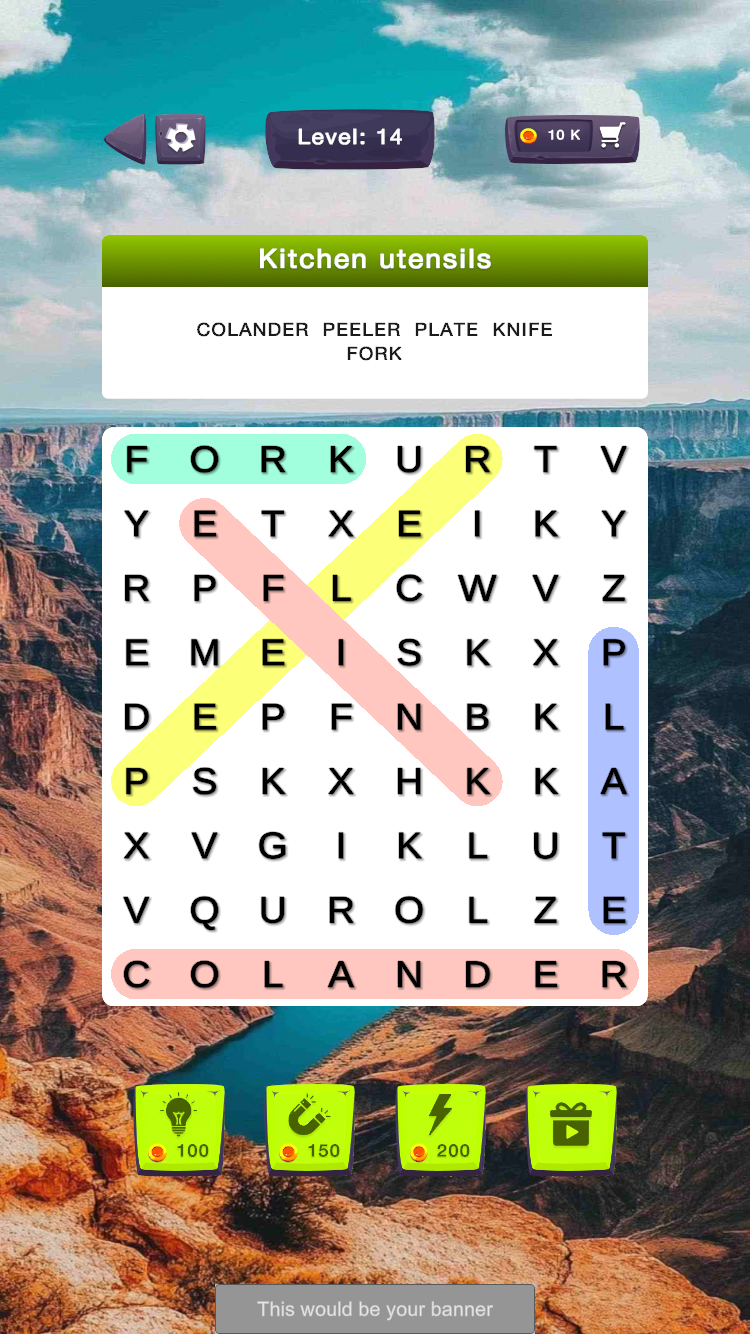 Level: 14
10 K
Kitchen utensils
COLANDER PEELER PLATE KNIFE
FORK
F O R K U R T V
Y E T X E I K Y
R P F L C W V Z
E M E I S K X P
D E P F N B K L
P S K X H K K A
X V G I K L U T
V Q U R O L Z E
C O L A N D E R
100 150 200
This would be your banner